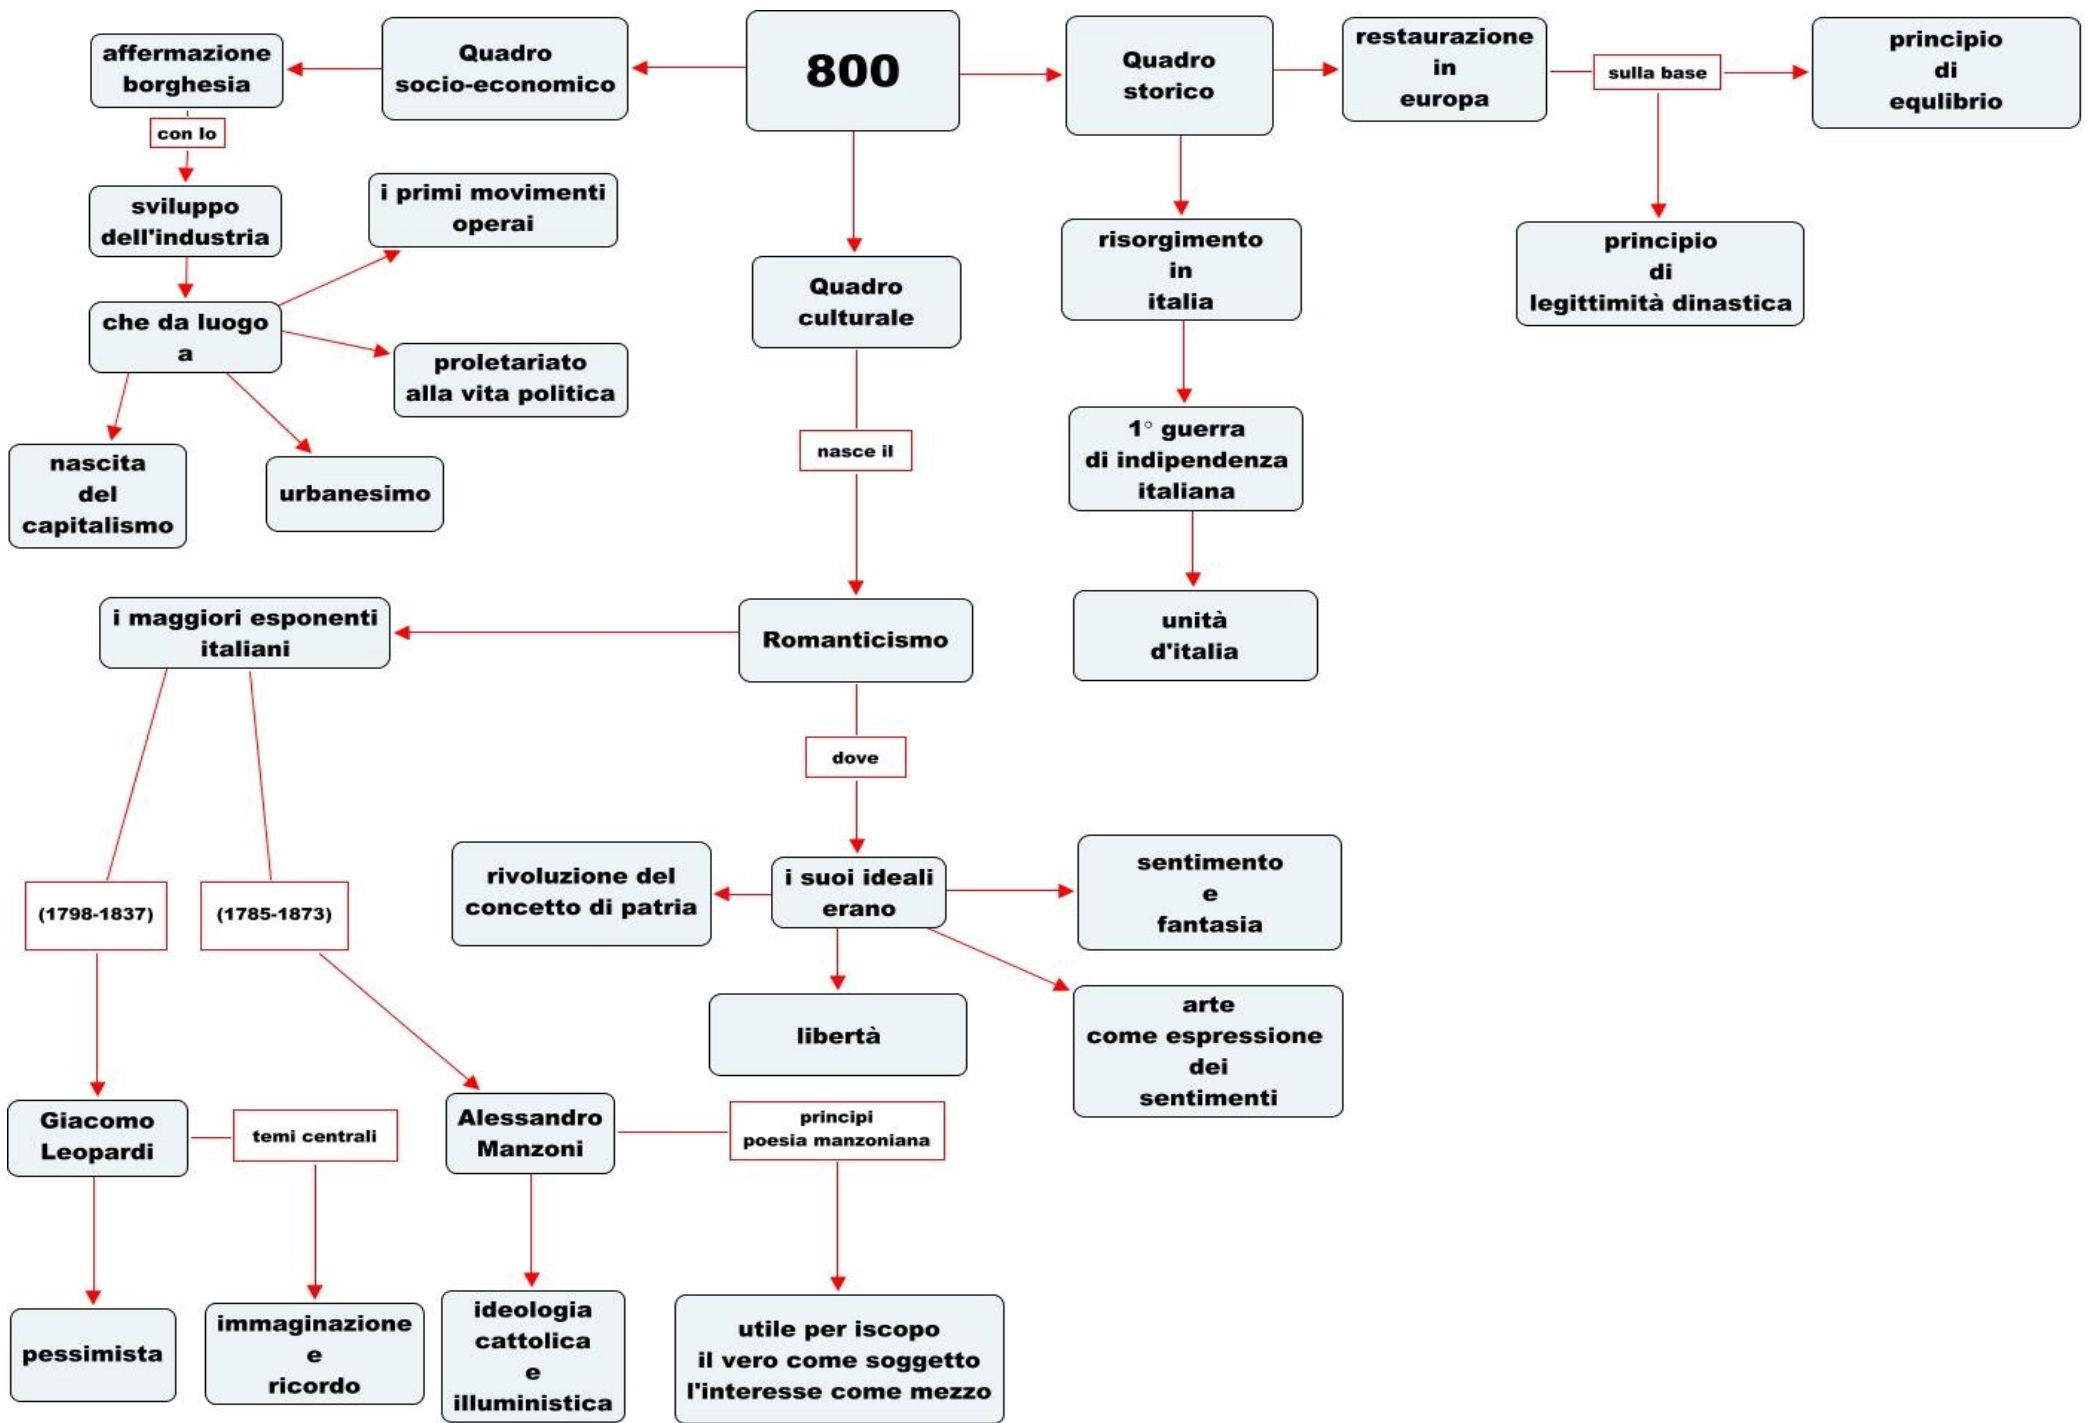 800
Quadro
socio-economico
affermazione
borghesia
con lo
sviluppo
dell'industria
che da luogo
a
i primi movimenti
operai
proletariato
alla vita politica
urbanesimo
nascita
del
capitalismo
Quadro
storico
restaurazione
in
europa
sulla base
principio
di
equlibrio
principio
di
legittimità dinastica
risorgimento
in
italia
1° guerra
di indipendenza
italiana
unità
d'italia
Quadro
culturale
nasce il
Romanticismo
dove
i suoi ideali
erano
rivoluzione del
concetto di patria
libertà
sentimento
e
fantasia
arte
come espressione
dei
sentimenti
i maggiori esponenti
italiani
(1798-1837)
(1785-1873)
Giacomo
Leopardi
temi centrali
pessimista
immaginazione
e
ricordo
Alessandro
Manzoni
principi
poesia manzoniana
ideologia
cattolica
e
illuministica
utile per iscopo
il vero come soggetto
l'interesse come mezzo